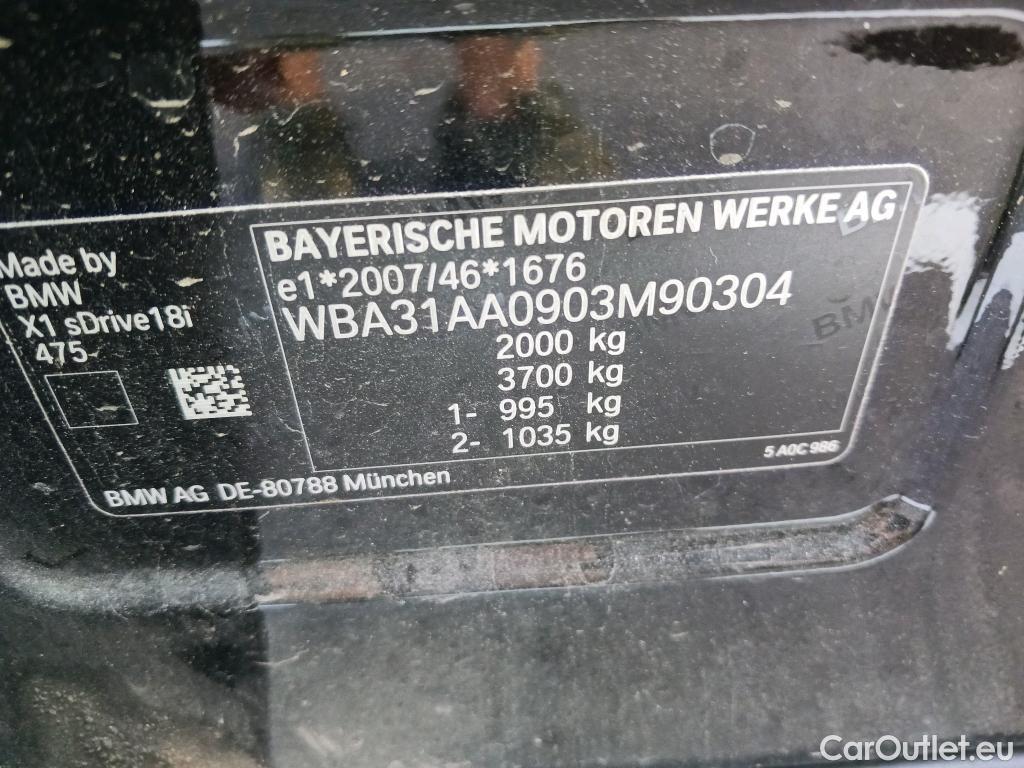 BAYERISCHE MOTOREN WERKE AG
e1*2007/46*1676
WBA31AA0903M90304
2000 kg
3700 kg
1- 995 kg
2- 1035 kg
5 A0C 986
Made by
BMW
X1 sDrive18i
475
BMW AG DE-80788 München
BMW
CarOutlet.eu